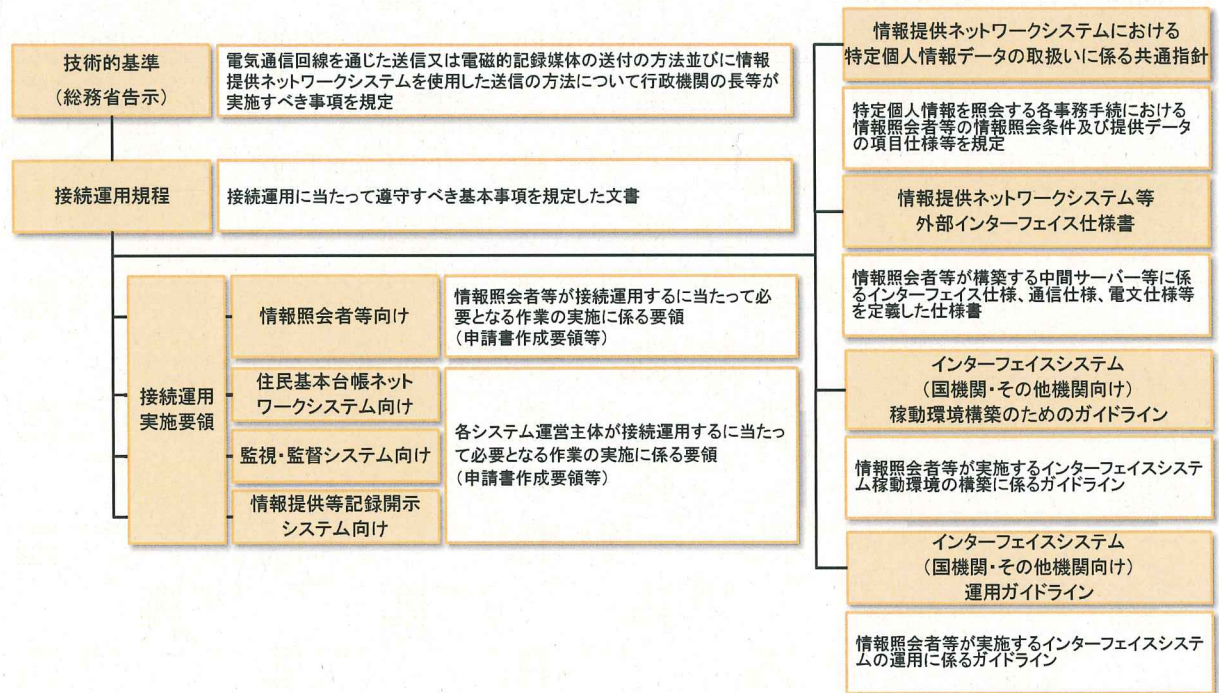 技術的基準
（総務省告示）
電気通信回線を通じた送信又は電磁的記録媒体の送付の方法並びに情報
提供ネットワークシステムを使用した送信の方法について行政機関の長等が
実施すべき事項を規定
接続運用規程
接続運用に当たって遵守すべき基本事項を規定した文書
接続運用
実施要領
情報照会者等向け
情報照会者等が接続運用するに当たって必
要となる作業の実施に係る要領
（申請書作成要領等）
住民基本台帳ネット
ワークシステム向け
監視・監督システム向け
情報提供等記録開示
システム向け
各システム運営主体が接続運用するに当たっ
て必要となる作業の実施に係る要領
（申請書作成要領等）
情報提供ネットワークシステムにおける
特定個人情報データの取扱いに係る共通指針
特定個人情報を照会する各事務手続における
情報照会者等の情報照会条件及び提供データ
の項目仕様等を規定
情報提供ネットワークシステム等
外部インターフェイス仕様書
情報照会者等が構築する中間サーバー等に係
るインターフェイス仕様、通信仕様、電文仕様等
を定義した仕様書
インターフェイスシステム
（国機関・その他機関向け）
稼動環境構築のためのガイドライン
情報照会者等が実施するインターフェイスシステ
ム稼動環境の構築に係るガイドライン
インターフェイスシステム
（国機関・その他機関向け）
運用ガイドライン
情報照会者等が実施するインターフェイスシステ
ムの運用に係るガイドライン